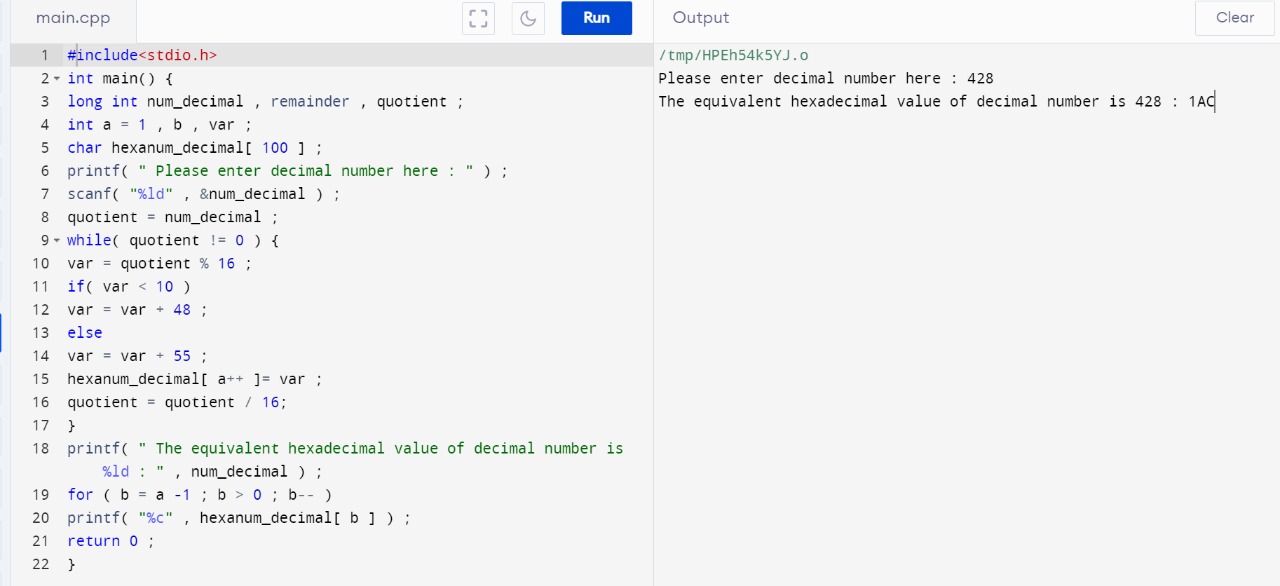 main.cpp
Run
Output
Clear
1 #include<stdio.h>
2 int main() {
3 long int num_decimal , remainder , quotient ;
4 int a = 1 , b , var ;
5 char hexanum_decimal[ 100 ] ;
6 printf( " Please enter decimal number here : " ) ;
7 scanf( "%ld" , &num_decimal ) ;
8 quotient = num_decimal ;
9 while( quotient != 0 ) {
10 var = quotient % 16 ;
11 if( var < 10 )
12 var = var + 48 ;
13 else
14 var = var + 55 ;
15 hexanum_decimal[ a++ ]= var ;
16 quotient = quotient / 16;
17 }
18 printf( " The equivalent hexadecimal value of decimal number is
%ld : " , num_decimal ) ;
19 for ( b = a -1 ; b > 0 ; b-- )
20 printf( "%c" , hexanum_decimal[ b ] ) ;
21 return 0 ;
22 }
/tmp/HPEh54k5YJ.o
Please enter decimal number here : 428
The equivalent hexadecimal value of decimal number is 428 : 1AC